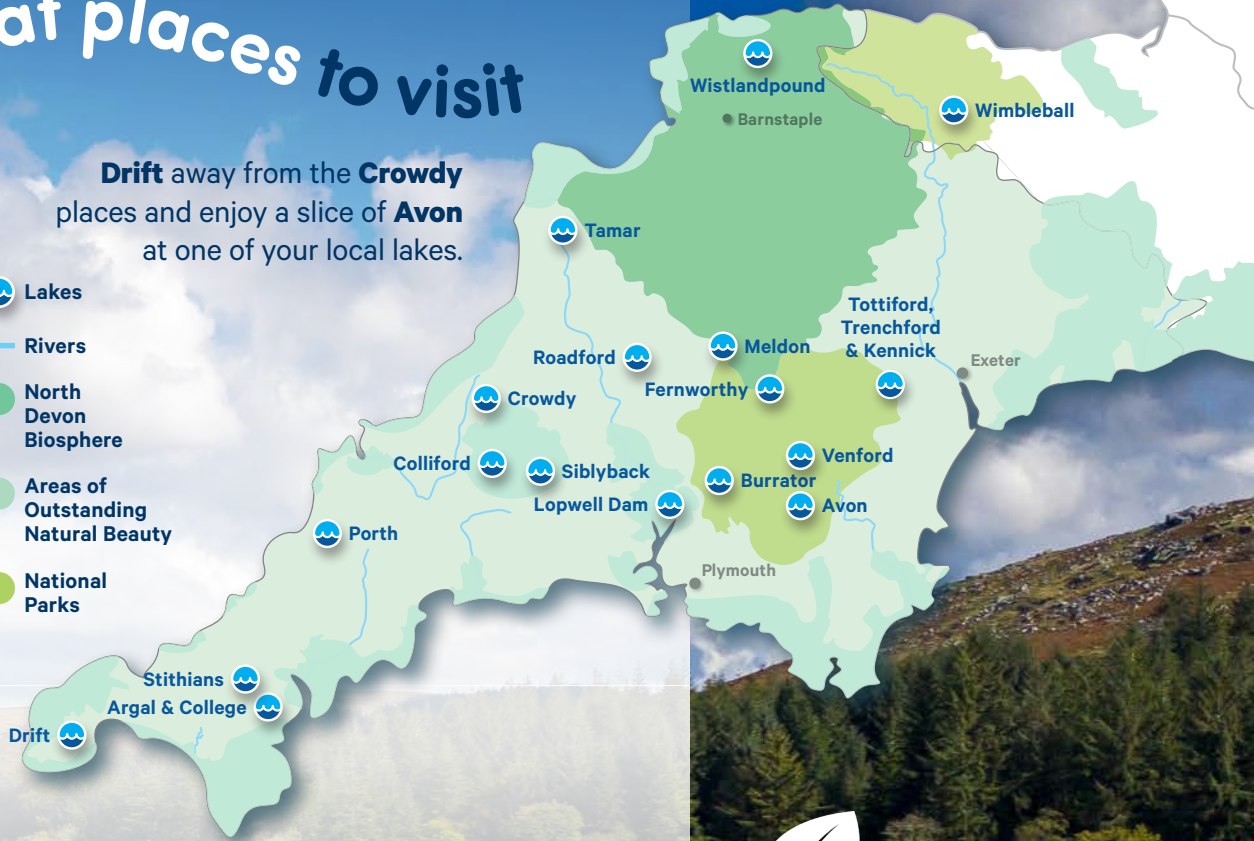 at places to visit
Drift away from the Crowdy
places and enjoy a slice of Avon
at one of your local lakes.
Lakes
Rivers
North
Devon
Biosphere
Areas of
Outstanding
Natural Beauty
National
Parks
Wistlandpound
Barnstaple
Wimbleball
Tamar
Tottiford,
Trenchford
& Kennick
Roadford
Meldon
Exeter
Fernworthy
Crowdy
Colliford
Siblyback
Venford
Burrator
Lopwell Dam
Avon
Porth
Plymouth
Stithians
Argal & College
Drift